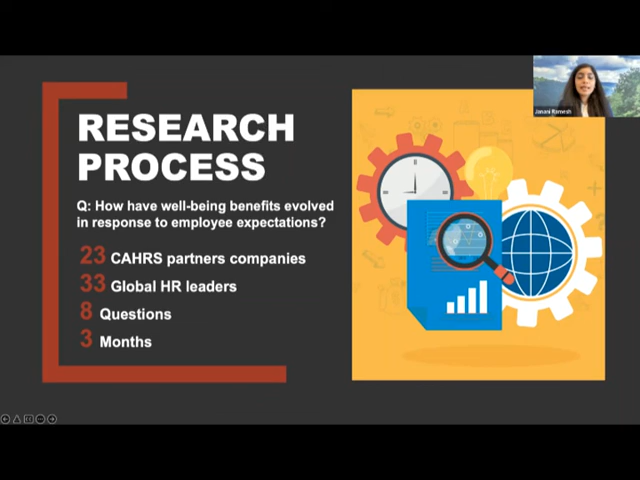 RESEARCH
PROCESS
Q: How have well-being benefits evolved
in response to employee expectations?
23 CAHRS partners companies
33 Global HR leaders
8 Questions
3 Months
Janani Ramesh